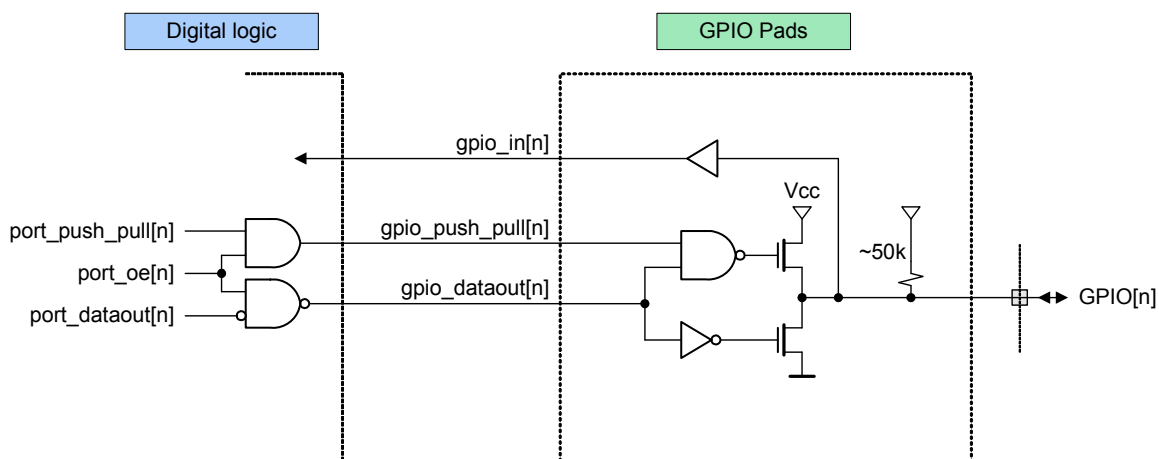 Digital logic
GPIO Pads
gpio_in[n]
Vcc
port_push_pull[n]
gpio_push_pull[n]
~50k
port_oe[n]
gpio_dataout[n]
GPIO[n]
port_dataout[n]